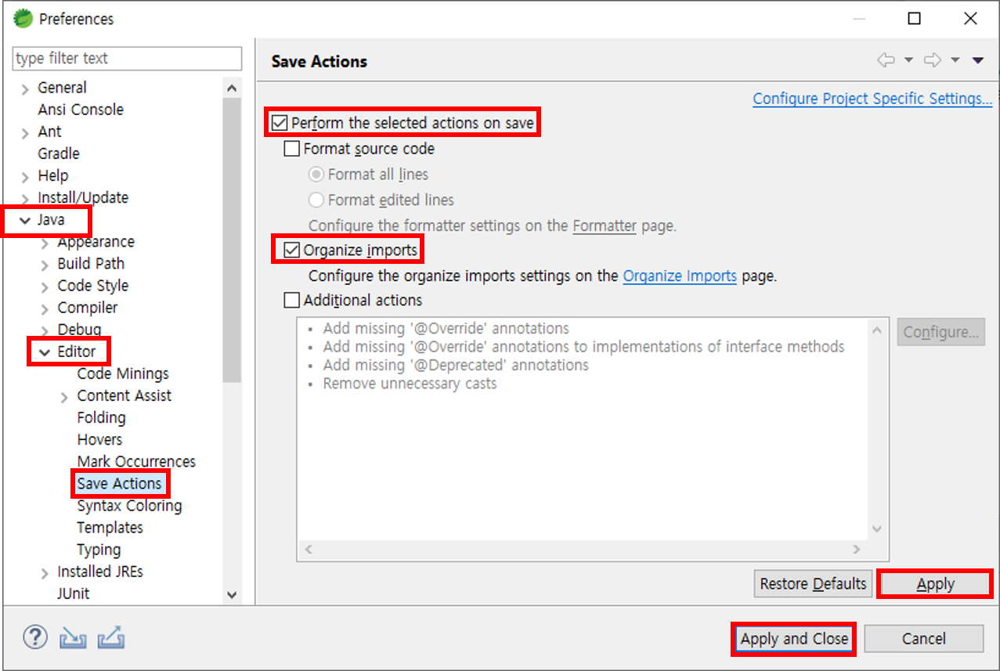 Preferences
type filter text
General
Ansi Console
Ant
Gradle
Help
Install/Update
Java
Appearance
Build Path
Code Style
Compiler
Debug
Editor
Code Minings
Content Assist
Folding
Hovers
Mark Occurrences
Save Actions
Syntax Coloring
Templates
Typing
Installed JREs
JUnit
Save Actions
Configure Project Specific Settings...
Perform the selected actions on save
Format source code
Format all lines
Format edited lines
Configure the formatter settings on the Formatter page.
Organize imports
Configure the organize imports settings on the Organize Imports page.
Additional actions
• Add missing '@Override' annotations
• Add missing '@Override' annotations to implementations of interface methods
• Add missing '@Deprecated' annotations
• Remove unnecessary casts
Configure...
Restore Defaults
Apply
?
Apply and Close
Cancel